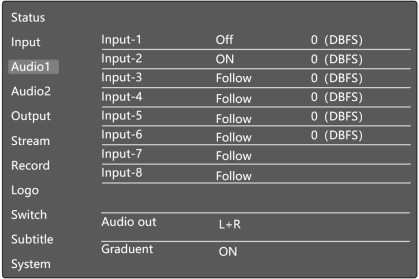 Status
Input
Audio1
Audio2
Output
Stream
Record
Logo
Switch
Subtitle
System
Input-1 Off 0 (DBFS)
Input-2 ON 0 (DBFS)
Input-3 Follow 0 (DBFS)
Input-4 Follow 0 (DBFS)
Input-5 Follow 0 (DBFS)
Input-6 Follow 0 (DBFS)
Input-7 Follow
Input-8 Follow
Audio out L+R
Graduent ON